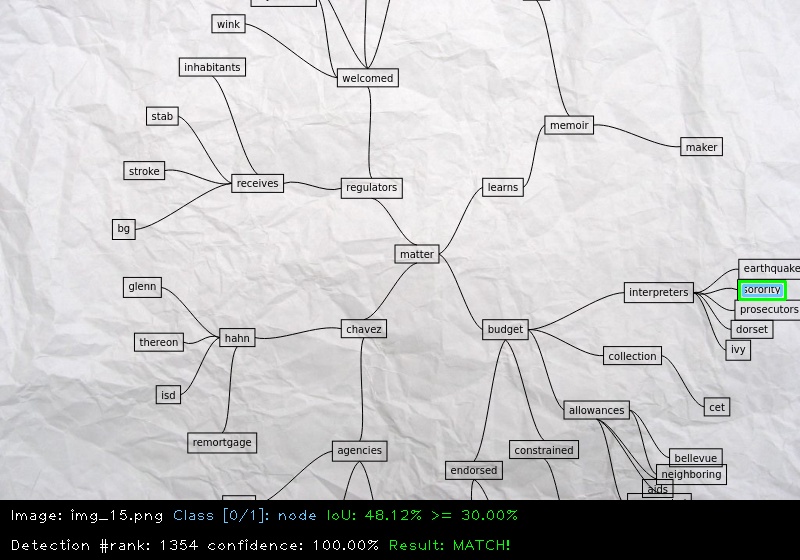 wink
welcomed
inhabitants
memoir
stab
maker
stroke
receives
regulators
learns
bg
matter
earthquake
glenn
interpreters
sorority
prosecutors
thereon
hahn
chavez
budget
dorset
ivy
collection
isd
cet
allowances
remortgage
agencies
constrained
bellevue
endorsed
neighboring
aids
Image: img_15.png Class [0/1]: node IoU: 48.12% >= 30.00%
Detection #rank: 1354 confidence: 100.00% Result: MATCH!